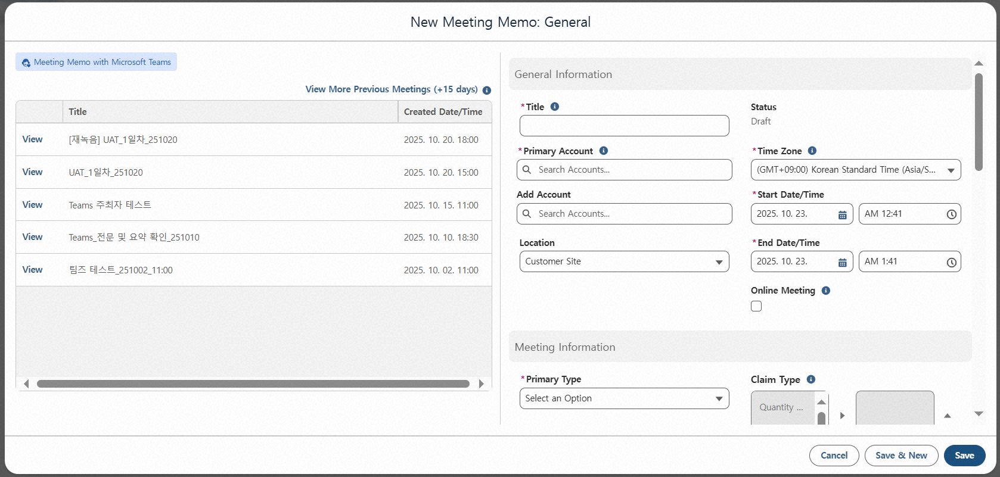 New Meeting Memo: General
Meeting Memo with Microsoft Teams
View More Previous Meetings (+15 days)
Title Created Date/Time
View [재녹음] UAT_1일차_251020 2025. 10. 20. 18:00
View UAT_1일차_251020 2025. 10. 20. 15:00
View Teams 주최자 테스트 2025. 10. 15. 11:00
View Teams_전문 및 요약 확인_251010 2025. 10. 10. 18:30
View 팀즈 테스트_251002_11:00 2025. 10. 02. 11:00
General Information
*Title
Status
Draft
*Primary Account
Search Accounts...
*Time Zone
(GMT+09:00) Korean Standard Time (Asia/S...
Add Account
Search Accounts...
*Start Date/Time
2025. 10. 23. AM 12:41
Location
Customer Site
*End Date/Time
2025. 10. 23. AM 1:41
Online Meeting
Meeting Information
*Primary Type
Select an Option
Claim Type
Quantity ...
Cancel Save & New Save